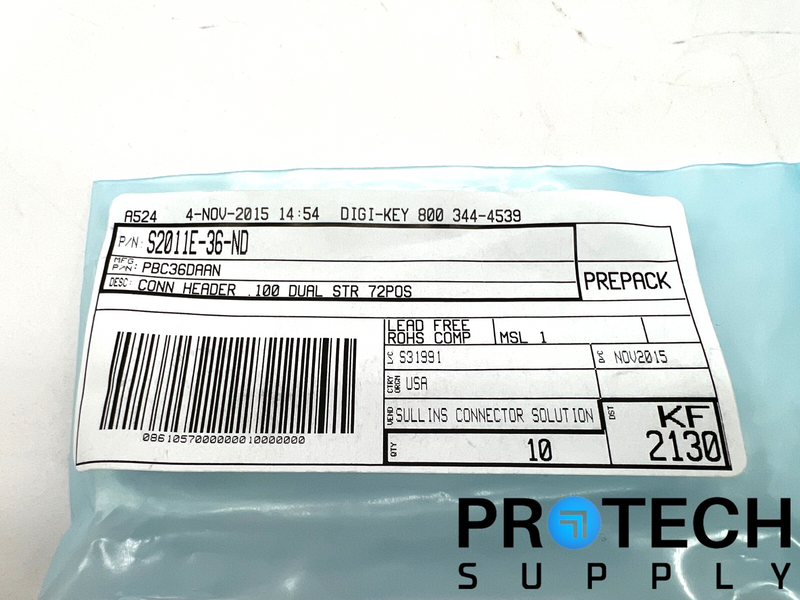 A524 4-NOV-2015 14:54 DIGI-KEY 800 344-4539
P/N: S2011E-36-ND
MFG P/N: PBC36DAAN
DESC: CONN HEADER .100 DUAL STR 72POS
PREPACK
LEAD FREE
ROHS COMP
MSL 1
L/C S31991
D/C NOV2015
CTRY ORGN USA
VEND SULLINS CONNECTOR SOLUTION
QTY 10
DST KF
2130
0861057000000010000000
PROTECH
SUPPLY